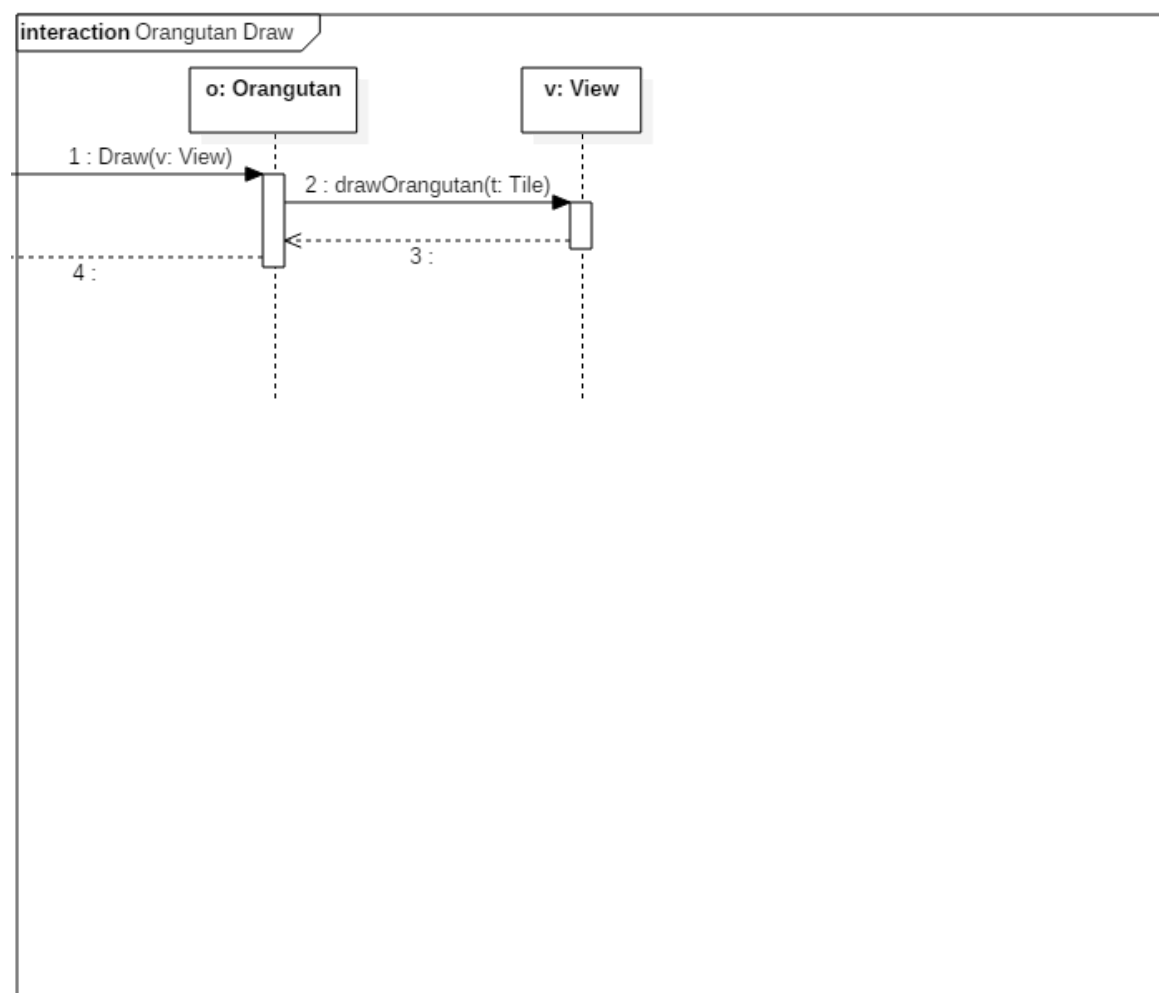 interaction Orangutan Draw
o: Orangutan
v: View
1 : Draw(v: View)
2 : drawOrangutan(t: Tile)
3 :
4 :